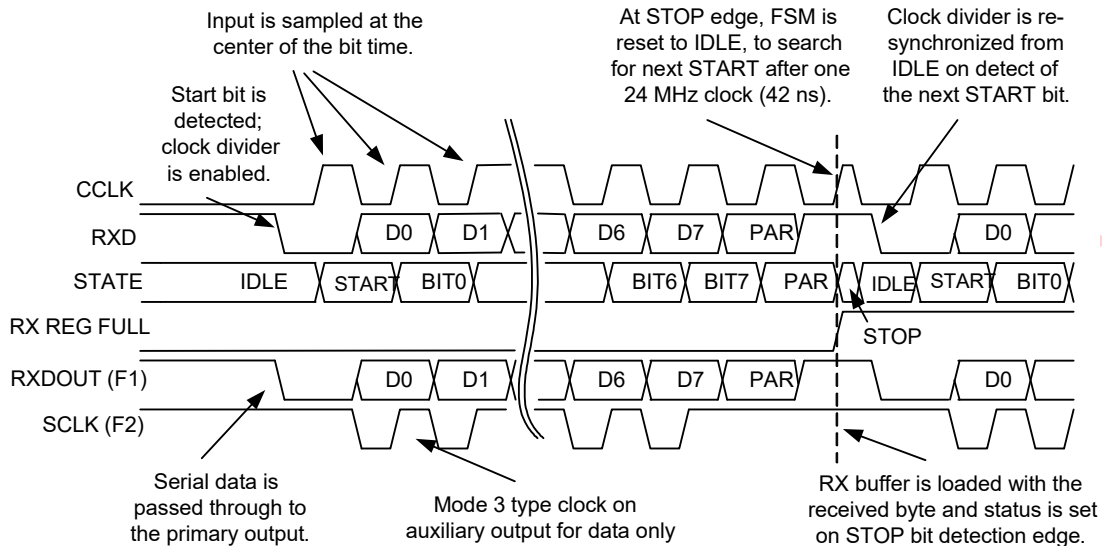 Input is sampled at the
center of the bit time.
At STOP edge, FSM is
reset to IDLE, to search
for next START after one
24 MHz clock (42 ns).
Clock divider is re-
synchronized from
IDLE on detect of
the next START bit.
Start bit is
detected;
clock divider
is enabled.
CCLK
RXD
D0
D1
D6
D7
PAR
D0
STATE
IDLE
START
BIT0
BIT6
BIT7
PAR
IDLE
START
BIT0
RX REG FULL
STOP
RXDOUT (F1)
D0
D1
D6
D7
PAR
D0
SCLK (F2)
Serial data is
passed through to
the primary output.
Mode 3 type clock on
auxiliary output for data only
RX buffer is loaded with the
received byte and status is set
on STOP bit detection edge.